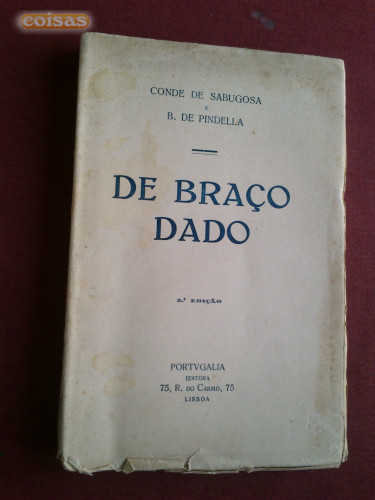 coisas
CONDE DE SABUGOSA
E
B. DE PINDELLA
DE BRAÇO
DADO
2.ª EDIÇÃO
PORTVGALIA
EDITORA
75, R. DO CARMO, 75
LISBOA